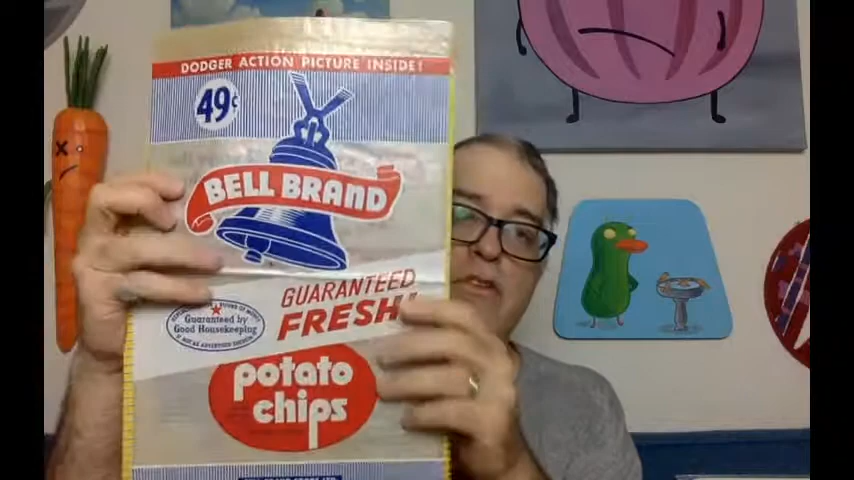 DODGER ACTION PICTURE INSIDE!
49¢
BELL BRAND
GUARANTEED
FRESH!
Guaranteed by
Good Housekeeping
potato
chips